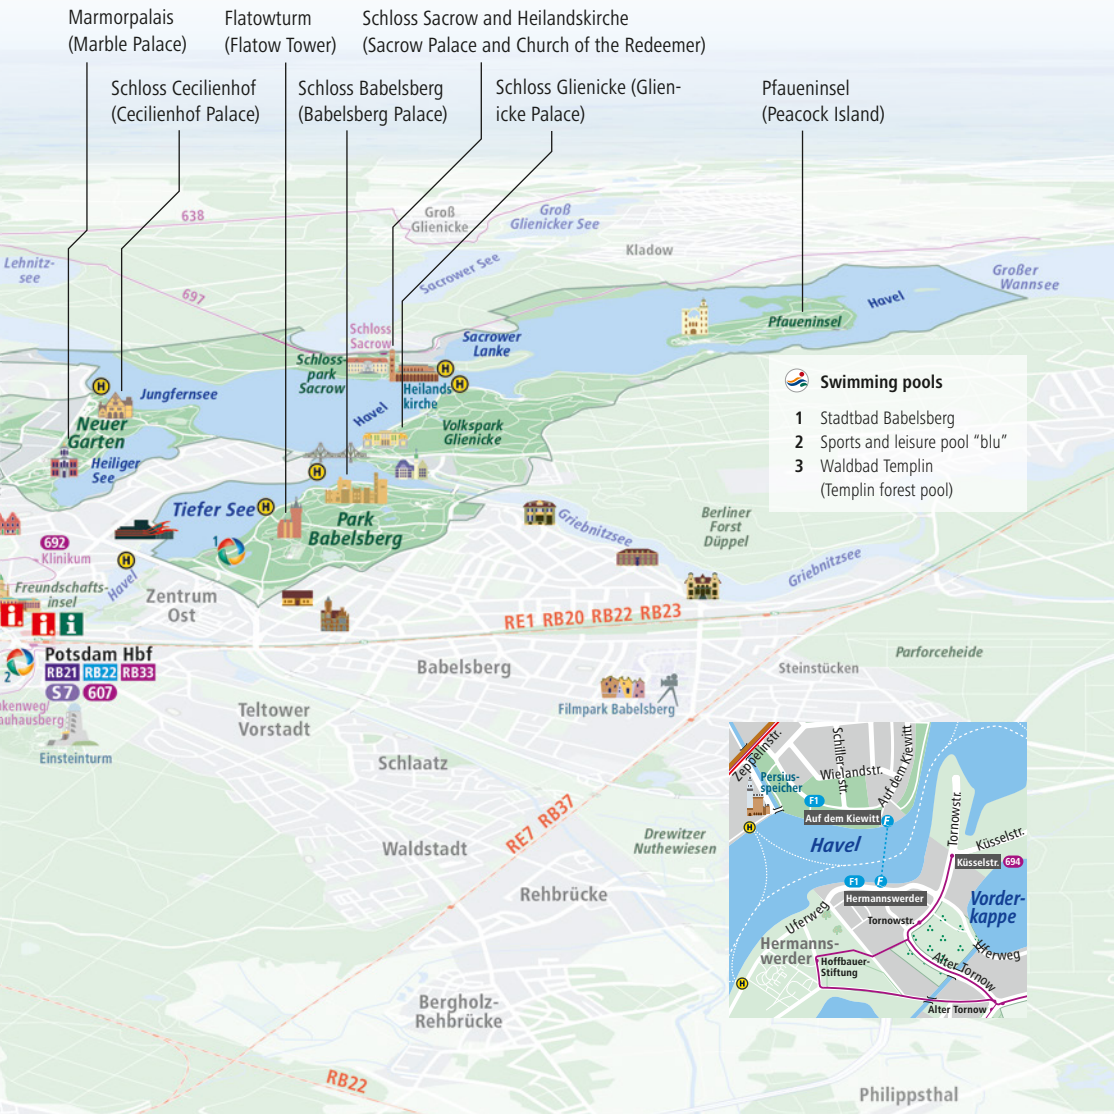 Marmorpalais
(Marble Palace)
Flatowturm
(Flatow Tower)
Schloss Sacrow and Heilandskirche
(Sacrow Palace and Church of the Redeemer)
Schloss Cecilienhof
(Cecilienhof Palace)
Schloss Babelsberg
(Babelsberg Palace)
Schloss Glienicke (Glien-
icke Palace)
Pfaueninsel
(Peacock Island)
638
Groß
Glienicke
Groß
Glienicker See
Kladow
Lehnitz-
see
Sacrower See
Großer
Wannsee
697
Havel
Pfaueninsel
Schloss
Sacrow
Sacrower
Lanke
Schloss-
park
Sacrow
H
H
H
Jungfernsee
Heilands
kirche
Havel
Neuer
Garten
Volkspark
Glienicke
Heiliger
See
H
Tiefer See
H
Park
Babelsberg
1
692
Klinikum
H
Havel
Griebnitzsee
Berliner
Forst
Düppel
Griebnitzsee
Freundschafts-
insel
Zentrum
Ost
i
i
i
RE1 RB20 RB22 RB23
Swimming pools
1 Stadtbad Babelsberg
2 Sports and leisure pool “blu”
3 Waldbad Templin
(Templin forest pool)
2
Potsdam Hbf
RB21 RB22 RB33
S7 607
Babelsberg
Steinstücken
Parforceheide
kenweg/
auhausberg
Filmpark Babelsberg
Teltower
Vorstadt
Einsteinturm
Schlaatz
RE7 RB37
Waldstadt
Drewitzer
Nuthewiesen
Rehbrücke
Bergholz-
Rehbrücke
RB22
Philippsthal
Zeppelinstr.
Schiller-
str.
Wielandstr.
Auf dem Kiewitt
Persius-
speicher
F1
Auf dem Kiewitt
F
H
Havel
Tornowstr.
Küsselstr.
Küsselstr. 694
F1
F
Hermannswerder
Vorder-
kappe
Uferweg
Tornowstr.
Hermanns-
werder
Uferweg
Hoffbauer-
Stiftung
Alter Tornow
H
Alter Tornow